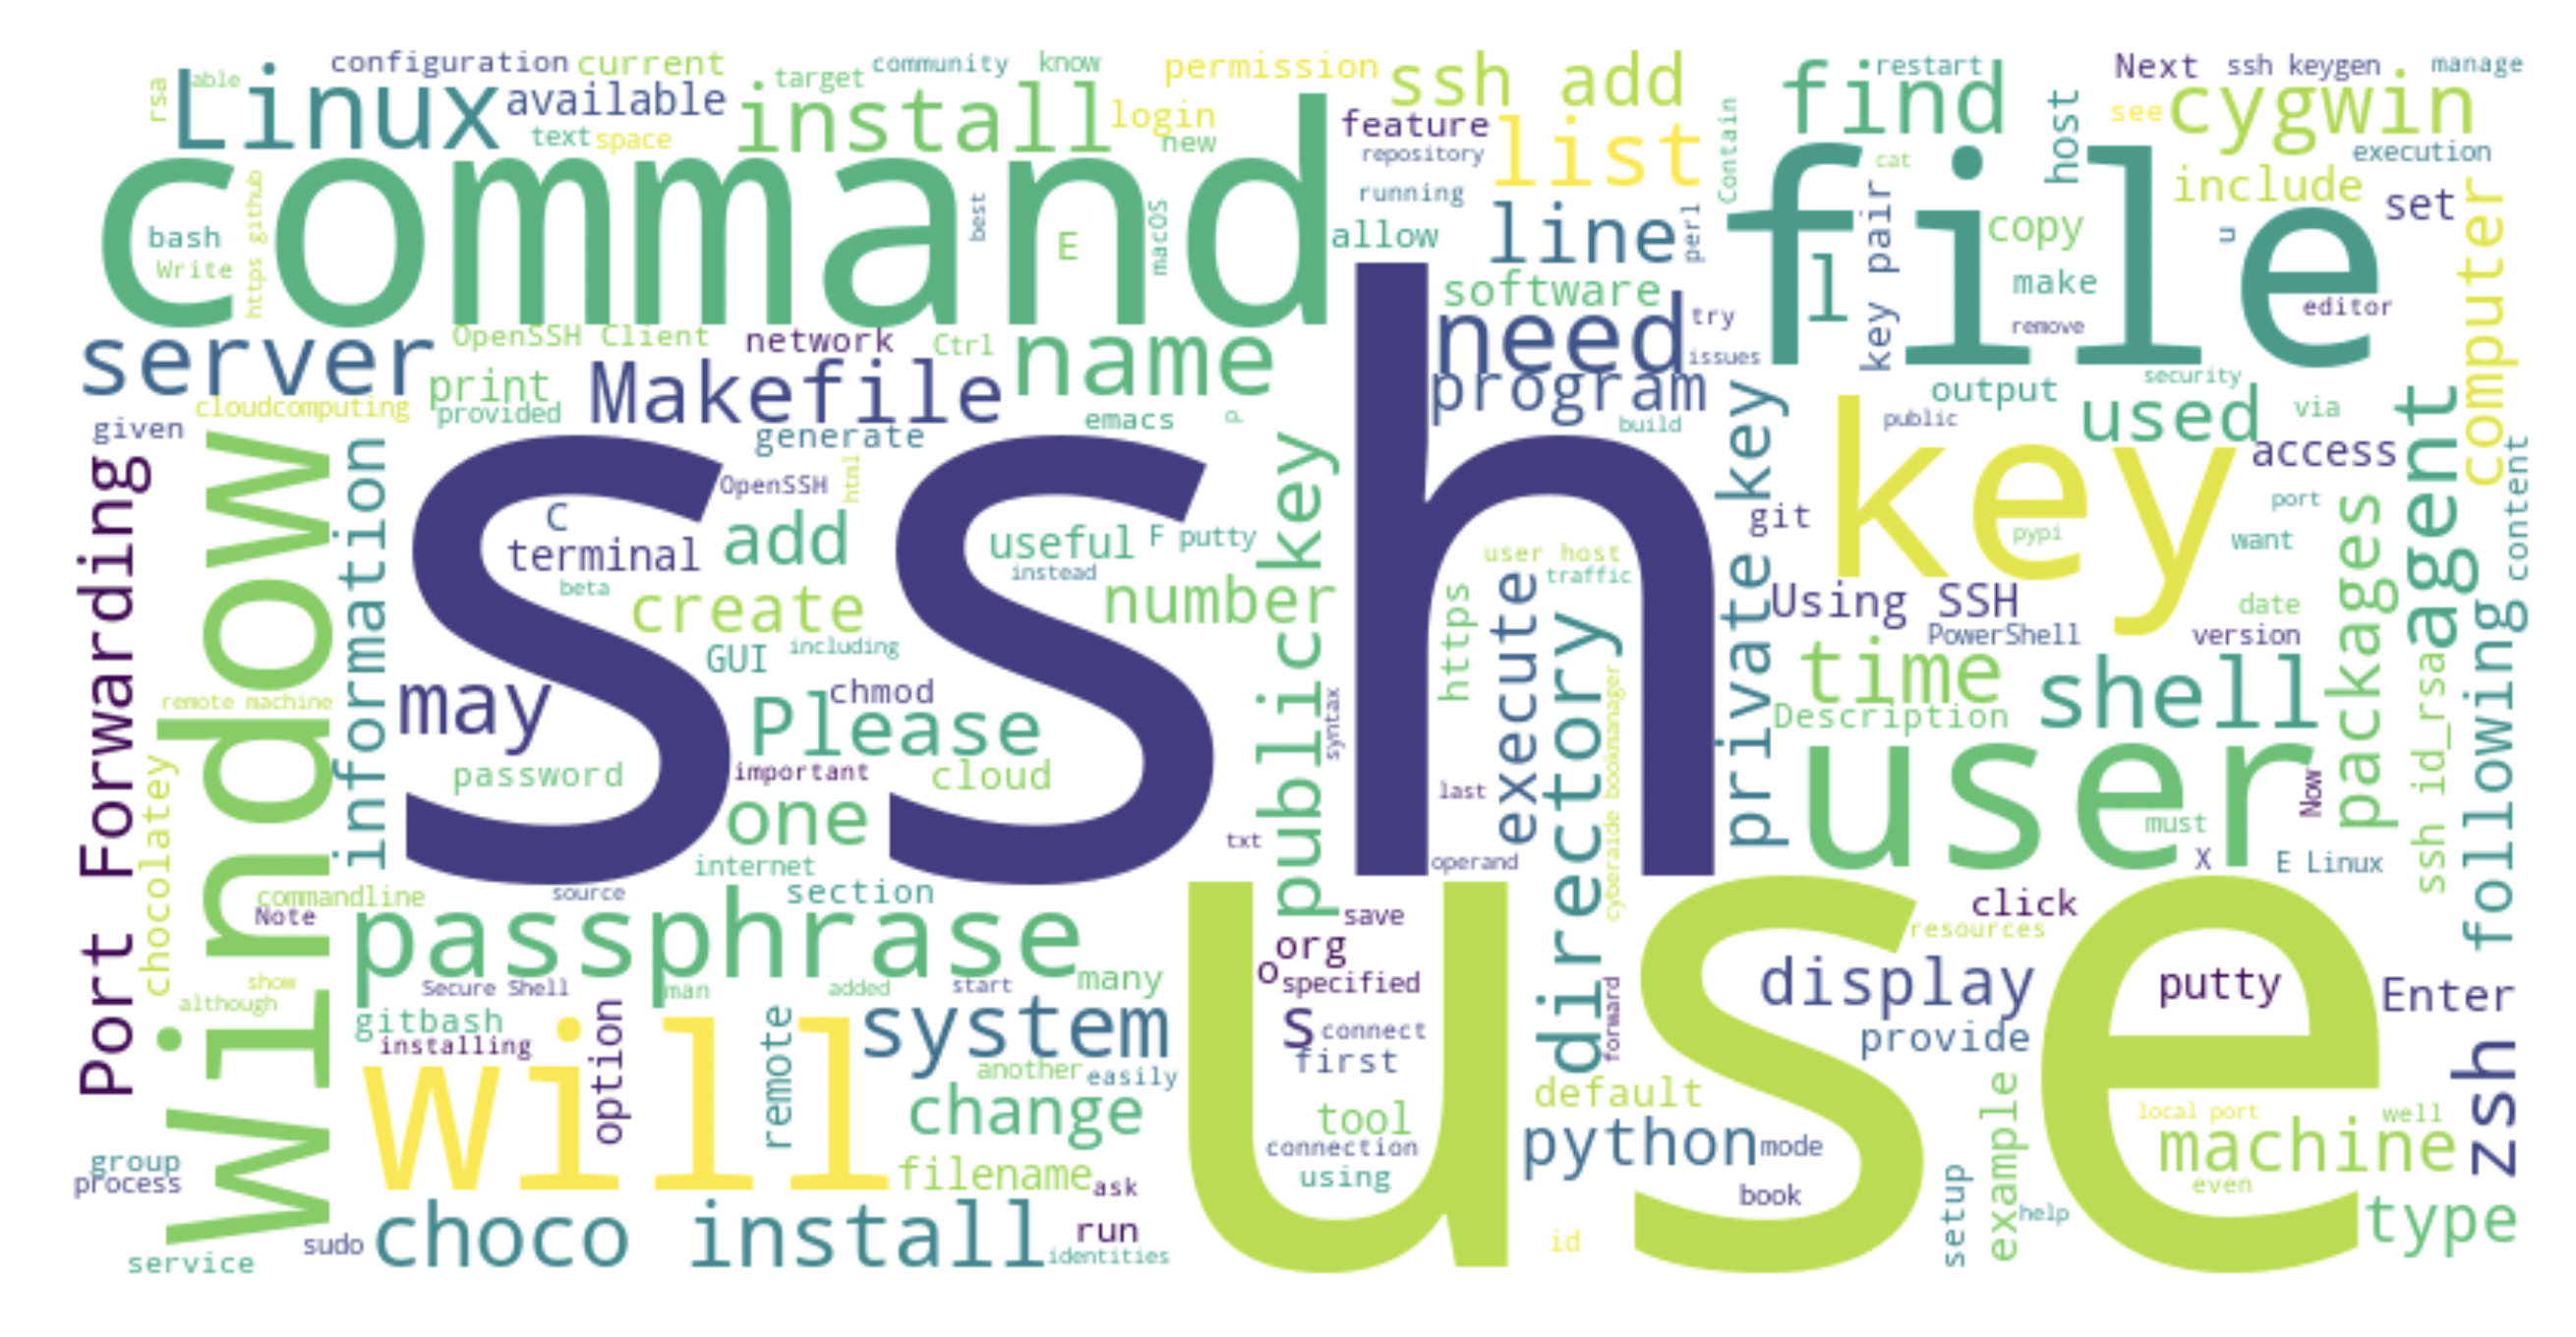 configuration
current
target
community
know
permission
ssh add
restart
Next
ssh keygen
manage
rsa
able
Linux
available
install
login
feature
list
find
host
see
cygwin
text
space
new
repository
Contain
cat
execution
command
running
include
set
bash
Write
https github
best
E
macOS
allow
line
perl
file
key pair
copy
u
l
make
computer
software
editor
server
OpenSSH Client
network
Ctrl
name
need
try
issues
remove
print
Makefile
program
output
security
cloudcomputing
provided
emacs
P
build
public
used
via
given
generate
access
agent
Port Forwarding
Window
information
ssh
OpenSSH
html
C
terminal
add
useful
F
putty
key
private key
git
key
pypi
port
want
content
packages
beta
instead
user host
traffic
create
number
https
execute
Using SSH
date
PowerShell
version
GUI
including
directory
time
shell
following
remote machine
may
chmod
Please
public
syntax
cyberaide bookmanager
Description
ssh id_rsa
chocolatey
password
important
cloud
one
last
user
must
Now
txt
internet
operand
X
E Linux
commandline
source
section
use
Note
passphrase
save
click
resources
org
o
specified
show
although
Secure Shell
man
added
start
many
display
putty
Enter
gitbash
installing
will
option
remote
system
s
connect
first
forward
provide
zsh
another
easily
change
default
tool
example
local port
well
group
process
connection
python
mode
machine
filename
ask
using
book
setup
even
service
sudo
choco install
run
identities
id
help
type